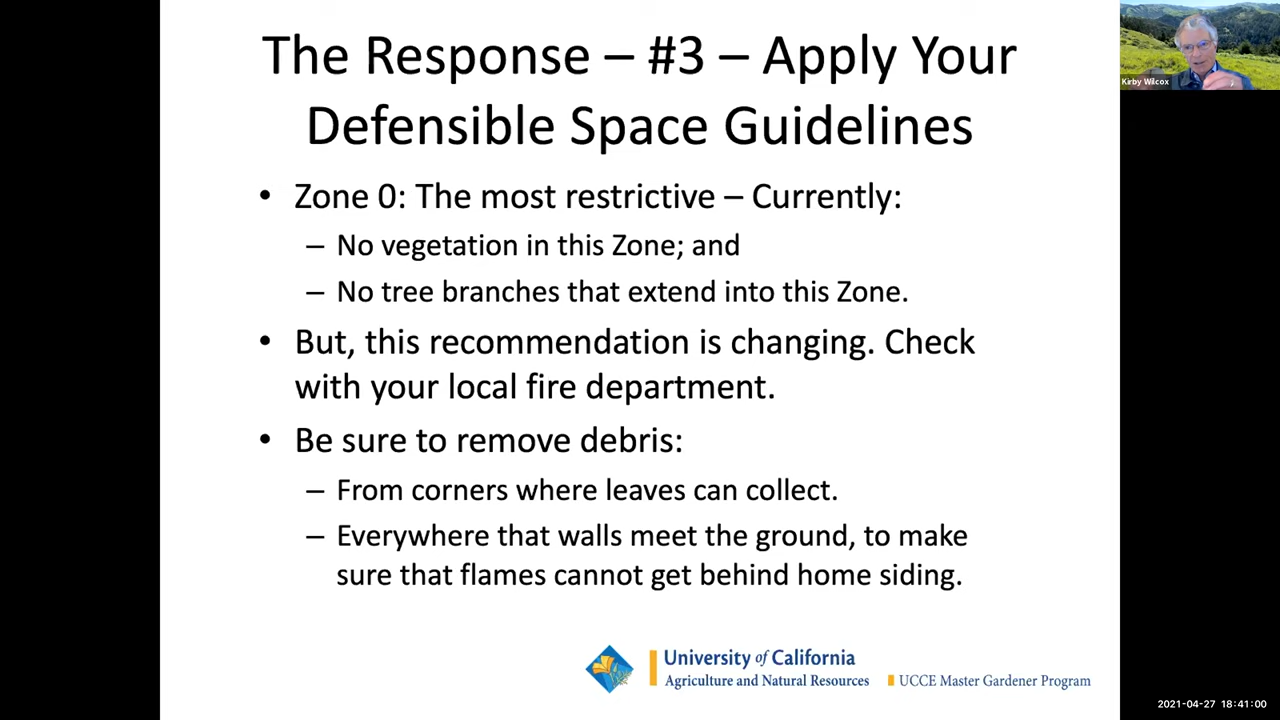 The Response – #3 – Apply Your
Defensible Space Guidelines
Kirby Wilcox
• Zone 0: The most restrictive – Currently:
– No vegetation in this Zone; and
– No tree branches that extend into this Zone.
• But, this recommendation is changing. Check
with your local fire department.
• Be sure to remove debris:
– From corners where leaves can collect.
– Everywhere that walls meet the ground, to make
sure that flames cannot get behind home siding.
University of California
Agriculture and Natural Resources
UCCE Master Gardener Program
2021-04-27 18:41:00